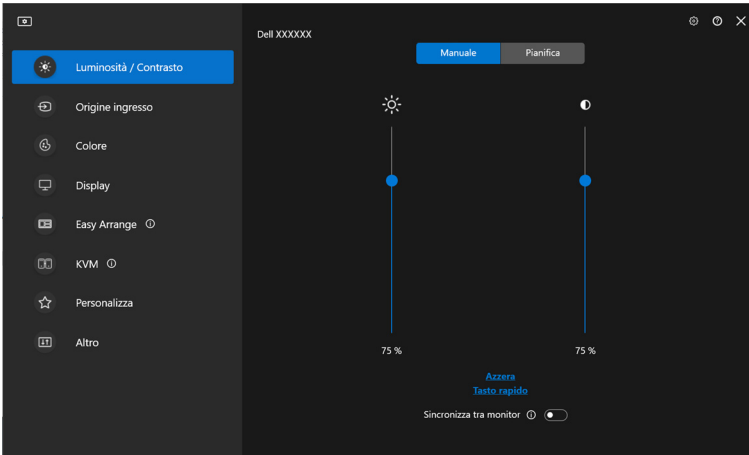 Dell XXXXXX
Manuale
Pianifica
Luminosità / Contrasto
Origine ingresso
Colore
Display
Easy Arrange
KVM
Personalizza
Altro
75 %
75 %
Azzera
Tasto rapido
Sincronizza tra monitor